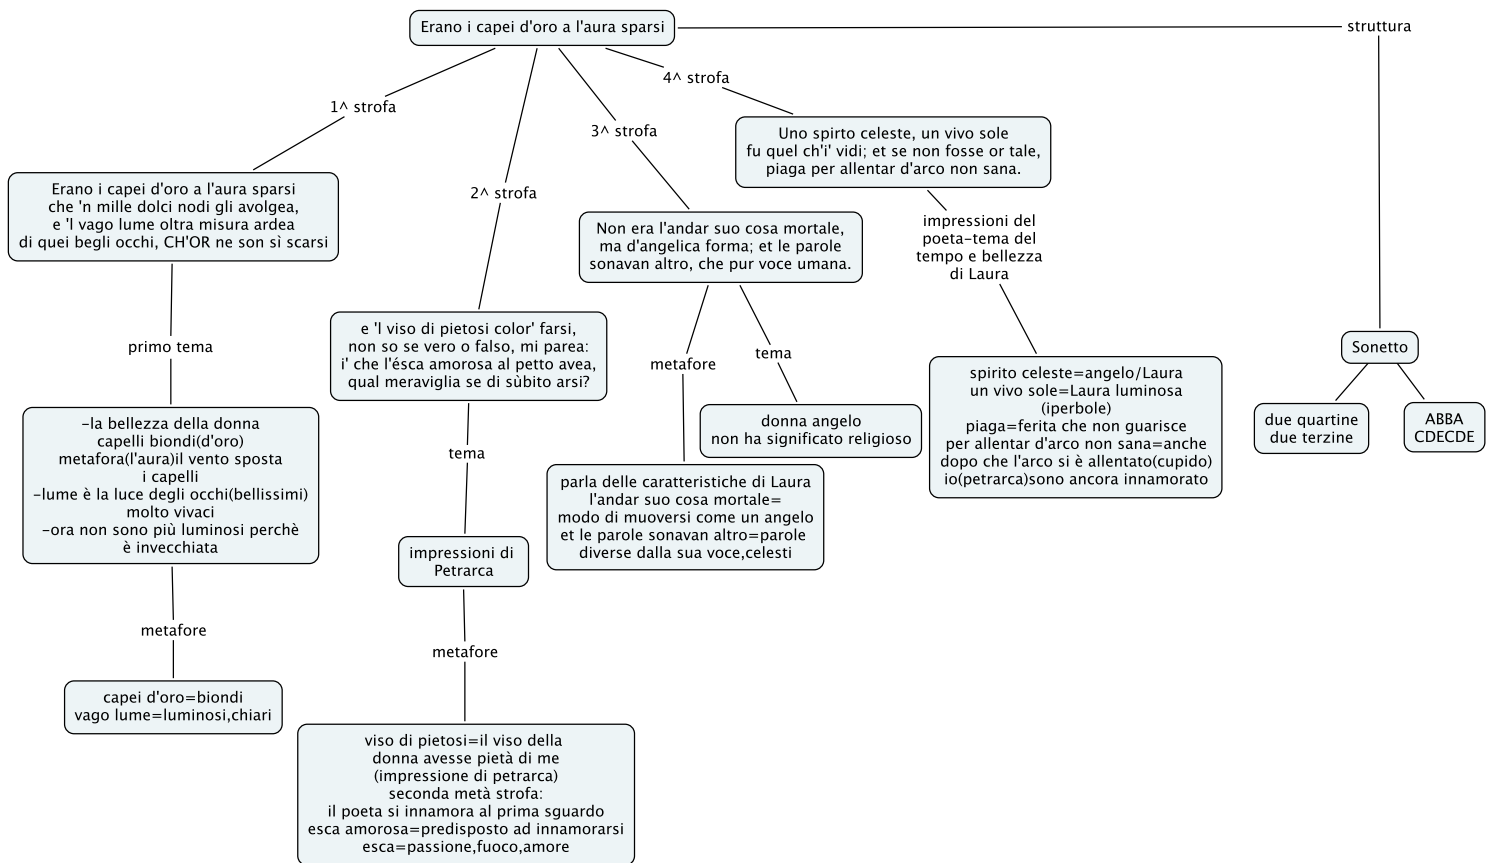 Erano i capei d'oro a l'aura sparsi
struttura
1^ strofa
2^ strofa
3^ strofa
4^ strofa
Erano i capei d'oro a l'aura sparsi
che 'n mille dolci nodi gli avolgea,
e 'l vago lume oltra misura ardea
di quei begli occhi, CH'OR ne son sì scarsi
primo tema
-la bellezza della donna
capelli biondi(d'oro)
metafora(l'aura)il vento sposta
i capelli
-lume è la luce degli occhi(bellissimi)
molto vivaci
-ora non sono più luminosi perchè
è invecchiata
metafore
capei d'oro=biondi
vago lume=luminosi,chiari
e 'l viso di pietosi color' farsi,
non so se vero o falso, mi parea:
i' che l'ésca amorosa al petto avea,
qual meraviglia se di sùbito arsi?
tema
impressioni di
Petrarca
metafore
viso di pietosi=il viso della
donna avesse pietà di me
(impressione di petrarca)
seconda metà strofa:
il poeta si innamora al prima sguardo
esca amorosa=predisposto ad innamorarsi
esca=passione,fuoco,amore
Non era l'andar suo cosa mortale,
ma d'angelica forma; et le parole
sonavan altro, che pur voce umana.
metafore
parla delle caratteristiche di Laura
l'andar suo cosa mortale=
modo di muoversi come un angelo
et le parole sonavan altro=parole
diverse dalla sua voce,celesti
tema
donna angelo
non ha significato religioso
Uno spirto celeste, un vivo sole
fu quel ch'i' vidi; et se non fosse or tale,
piaga per allentar d'arco non sana.
impressioni del
poeta-tema del
tempo e bellezza
di Laura
spirito celeste=angelo/Laura
un vivo sole=Laura luminosa
(iperbole)
piaga=ferita che non guarisce
per allentar d'arco non sana=anche
dopo che l'arco si è allentato(cupido)
io(petrarca)sono ancora innamorato
Sonetto
due quartine
due terzine
ABBA
CDECDE